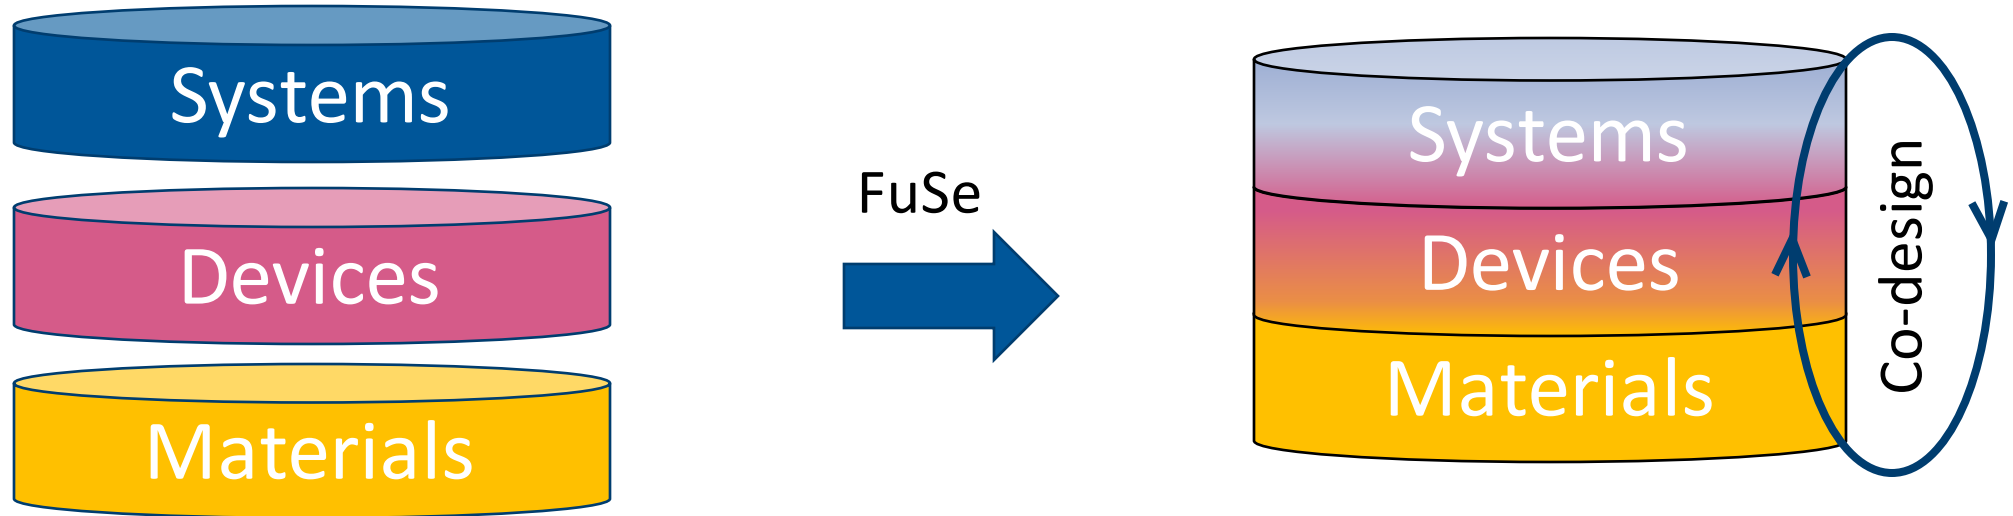 Systems
Devices
Materials
FuSe
Systems
Devices
Materials
Co-design